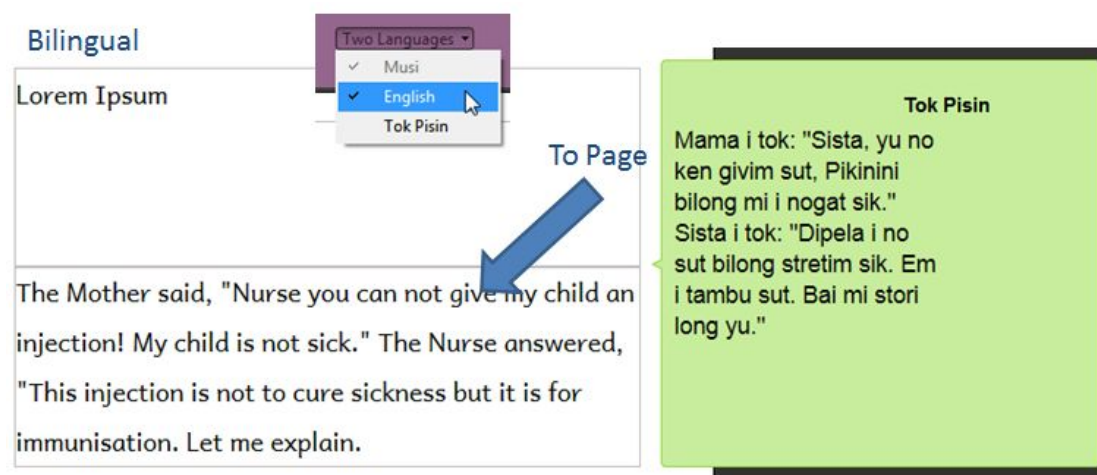 Bilingual
Two Languages
Musi
English
Tok Pisin
Lorem Ipsum
To Page
The Mother said, "Nurse you can not give my child an
injection! My child is not sick." The Nurse answered,
"This injection is not to cure sickness but it is for
immunisation. Let me explain.
Tok Pisin
Mama i tok: "Sista, yu no
ken givim sut, Pikinini
bilong mi i nogat sik."
Sista i tok: "Dipela i no
sut bilong stretim sik. Em
i tambu sut. Bai mi stori
long yu."